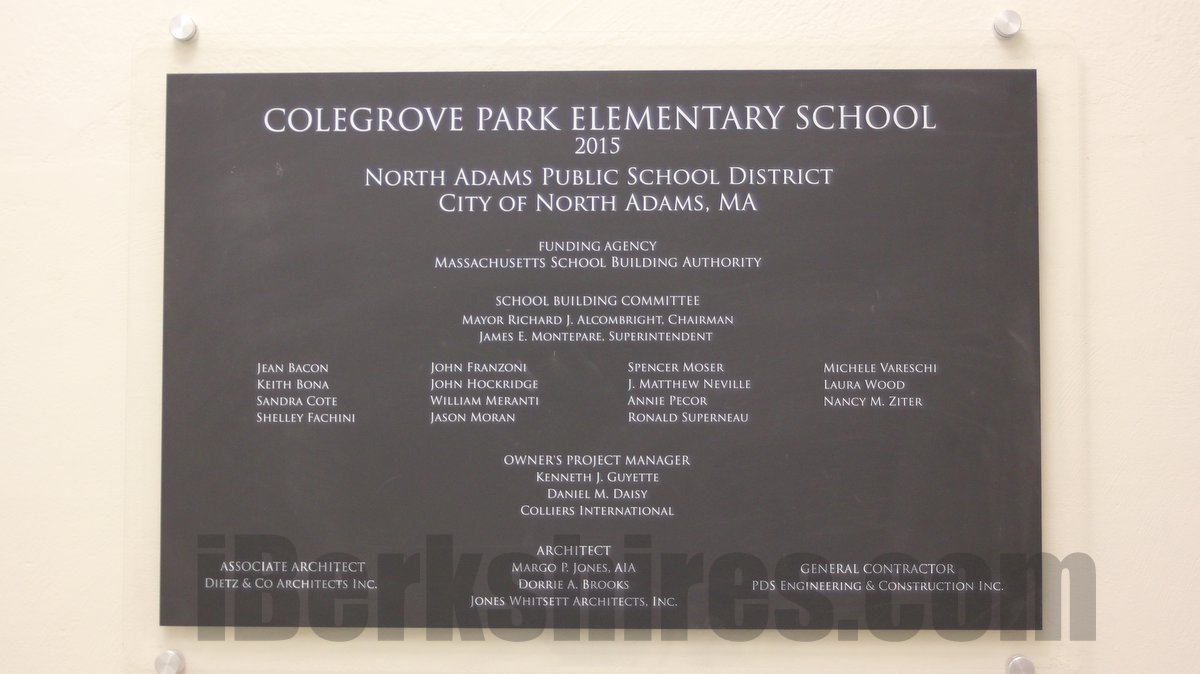 COLEGROVE PARK ELEMENTARY SCHOOL
2015
NORTH ADAMS PUBLIC SCHOOL DISTRICT
CITY OF NORTH ADAMS, MA
FUNDING AGENCY
MASSACHUSETTS SCHOOL BUILDING AUTHORITY
SCHOOL BUILDING COMMITTEE
MAYOR RICHARD J. ALCOMBRIGHT, CHAIRMAN
JAMES E. MONTEPARE, SUPERINTENDENT
JEAN BACON
KEITH BONA
SANDRA COTE
SHELLEY FACHINI
JOHN FRANZONI
JOHN HOCKRIDGE
WILLIAM MERANTI
JASON MORAN
SPENCER MOSER
J. MATTHEW NEVILLE
ANNIE PECOR
RONALD SUPERNEAU
MICHELE VARESCHI
LAURA WOOD
NANCY M. ZITER
OWNER'S PROJECT MANAGER
KENNETH J. GUYETTE
DANIEL M. DAISY
COLLIERS INTERNATIONAL
ASSOCIATE ARCHITECT
DIETZ & CO ARCHITECTS INC.
ARCHITECT
MARGO P. JONES, AIA
DORRIE A. BROOKS
JONES WHITSETT ARCHITECTS, INC.
GENERAL CONTRACTOR
PDS ENGINEERING & CONSTRUCTION INC.
iBerkshires.com